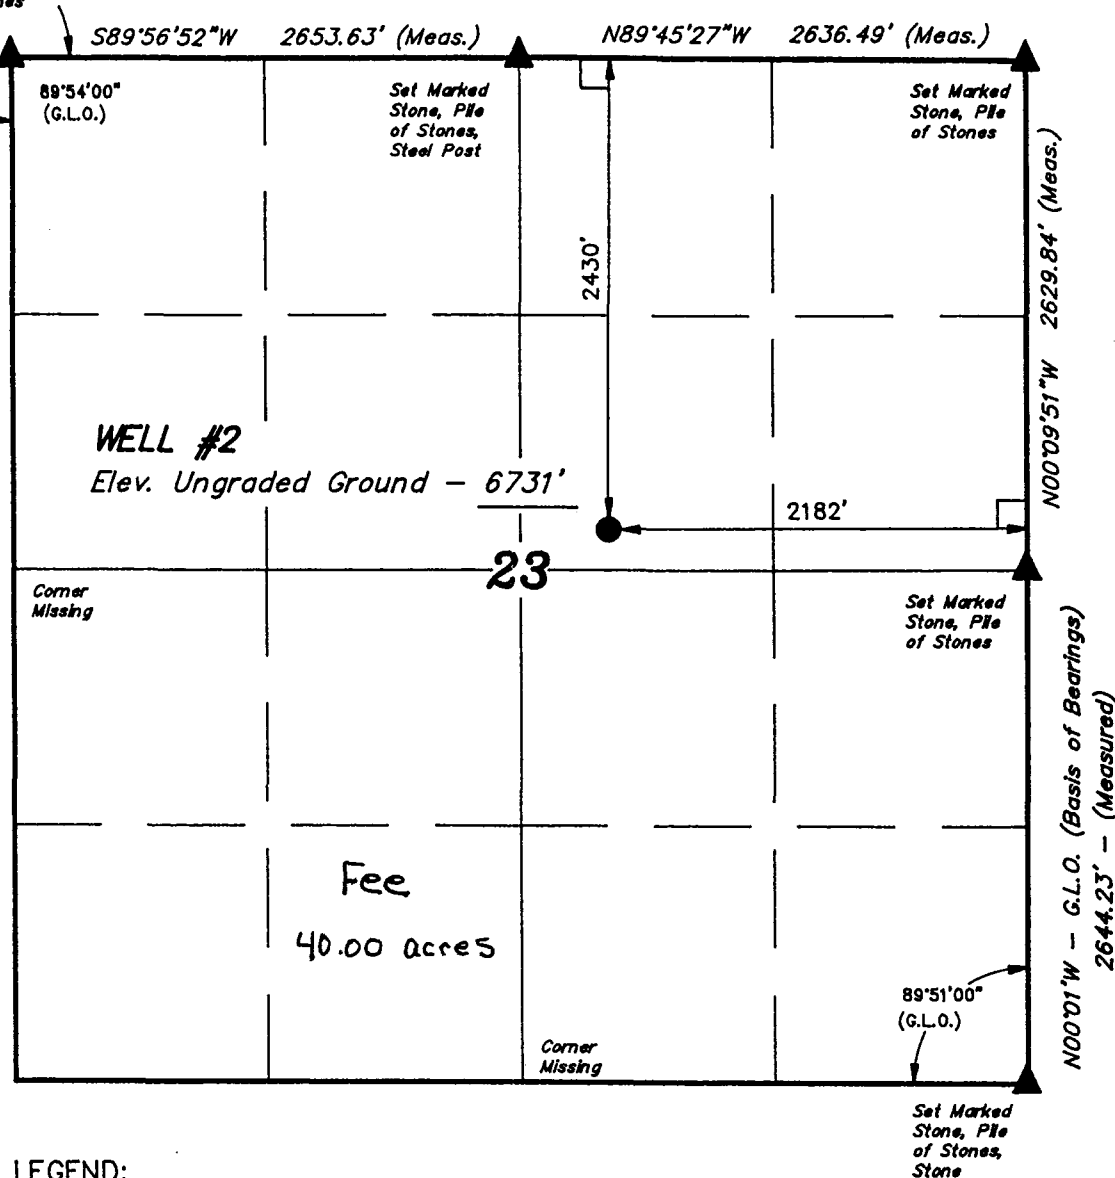 S89°56'52"W 2653.63' (Meas.)
N89°45'27"W 2636.49' (Meas.)
89°54'00"
(G.L.O.)
Set Marked
Stone, Pile
of Stones,
Steel Post
Set Marked
Stone, Pile
of Stones
N00°09'51"W 2629.84' (Meas.)
2430'
WELL #2
Elev. Ungraded Ground – 6731'
2182'
23
Corner
Missing
Set Marked
Stone, Pile
of Stones
N00°01'W – G.L.O. (Basis of Bearings)
2644.23' – (Measured)
Fee
40.00 acres
89°51'00"
(G.L.O.)
Corner
Missing
Set Marked
Stone, Pile
of Stones,
Stone
LEGEND: